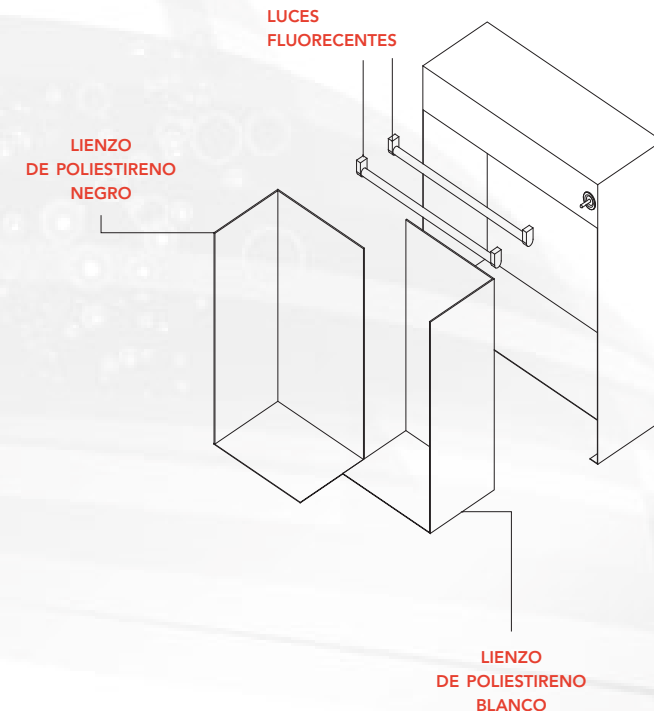 LUCES
FLUORECENTES
LIENZO
DE POLIESTIRENO
NEGRO
LIENZO
DE POLIESTIRENO
BLANCO